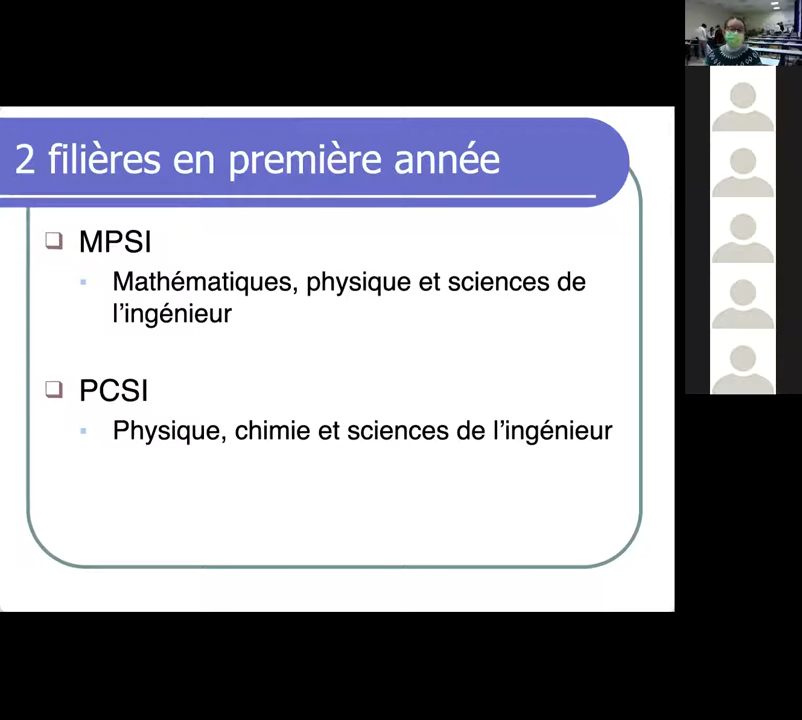 2 filières en première année
MPSI
Mathématiques, physique et sciences de
l'ingénieur
PCSI
Physique, chimie et sciences de l'ingénieur